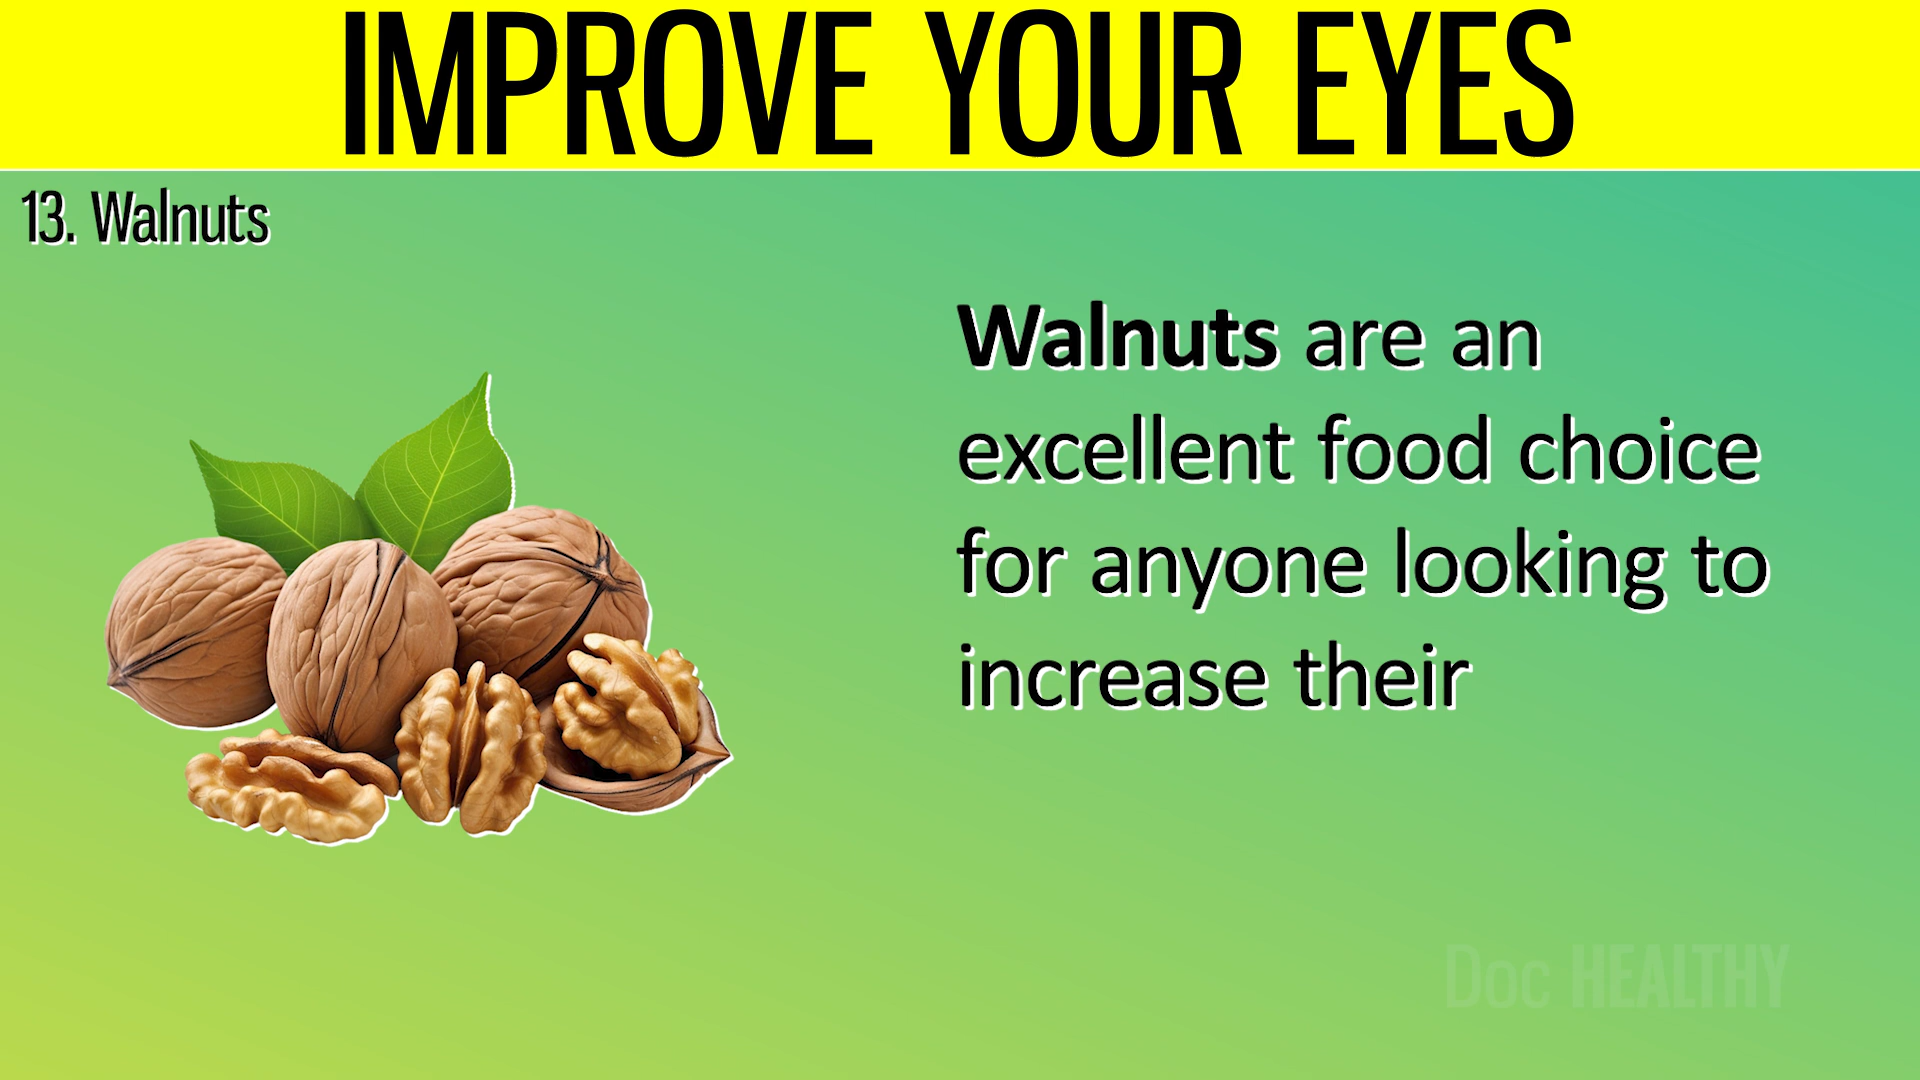 IMPROVE YOUR EYES
13. Walnuts
Walnuts are an
excellent food choice
for anyone looking to
increase their
Doc HEALTHY